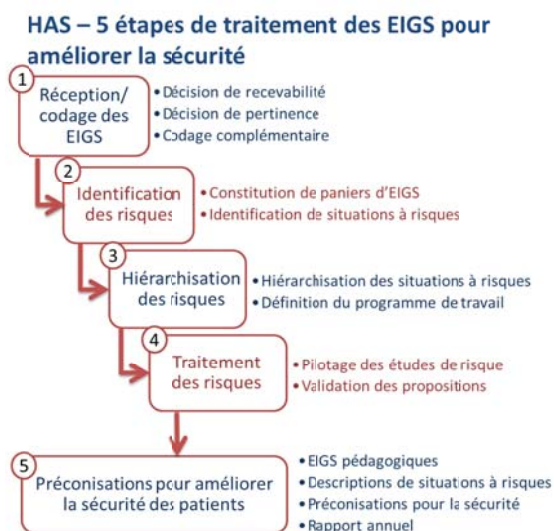 HAS – 5 étapes de traitement des EIGS pour
améliorer la sécurité
1
Réception/
codage des
EIGS
• Décision de recevabilité
• Décision de pertinence
• Codage complémentaire
2
Identification
des risques
• Constitution de paniers d'EIGS
• Identification de situations à risques
3
Hiérarchisation
des risques
• Hiérarchisation des situations à risques
• Définition du programme de travail
4
Traitement
des risques
• Pilotage des études de risque
• Validation des propositions
5
Préconisations pour améliorer
la sécurité des patients
• EIGS pédagogiques
• Descriptions de situations à risques
• Préconisations pour la sécurité
• Rapport annuel